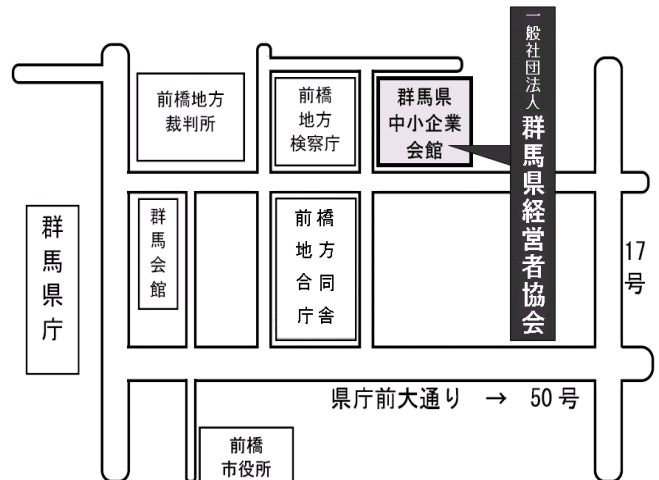 一般社団法人 群馬県経営者協会
前橋地方
裁判所
前橋
地方
検察庁
群馬県
中小企業
会館
群馬県庁
群馬会館
前橋
地方
合同
庁舎
17
号
県庁前大通り → 50号
前橋
市役所